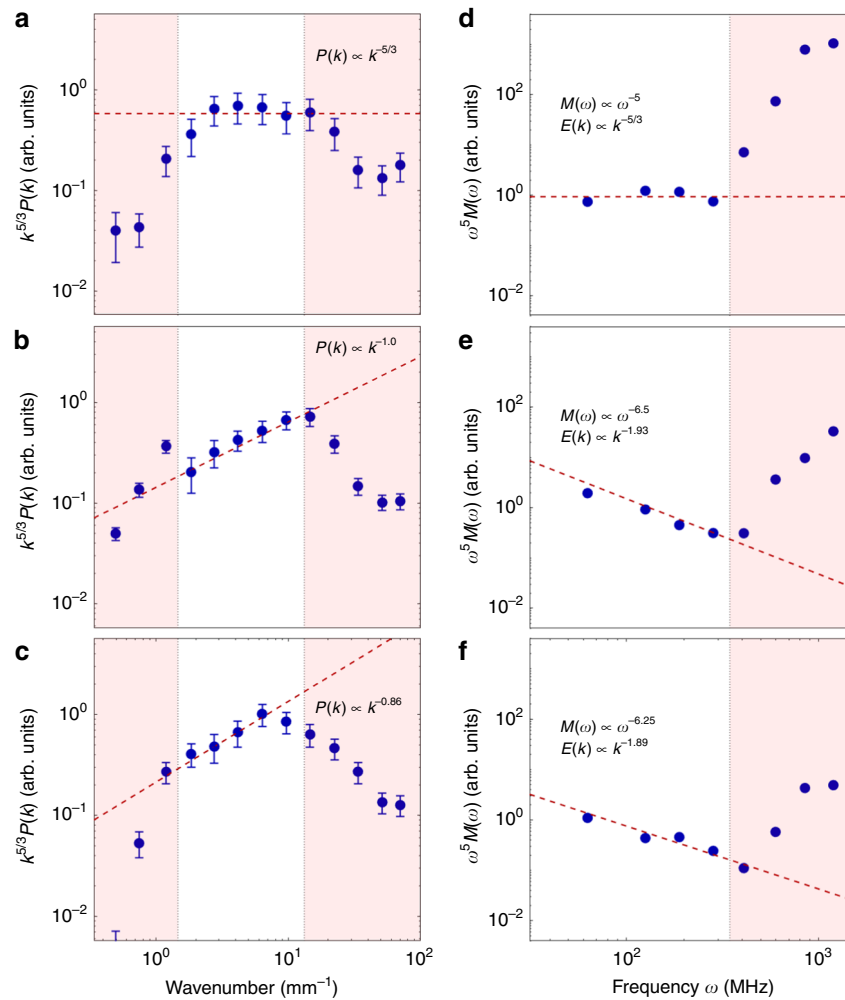 a
P(k) ∝ k^{-5/3}
k^{5/3}P(k) (arb. units)
10^0
10^{-1}
10^{-2}
b
P(k) ∝ k^{-1.0}
k^{5/3}P(k) (arb. units)
10^0
10^{-1}
10^{-2}
c
P(k) ∝ k^{-0.86}
k^{5/3}P(k) (arb. units)
10^0
10^{-1}
10^{-2}
10^0 10^1 10^2
Wavenumber (mm^{-1})
d
M(ω) ∝ ω^{-5}
E(k) ∝ k^{-5/3}
ω^5M(ω) (arb. units)
10^2
10^0
10^{-2}
e
M(ω) ∝ ω^{-6.5}
E(k) ∝ k^{-1.93}
ω^5M(ω) (arb. units)
10^2
10^0
10^{-2}
f
M(ω) ∝ ω^{-6.25}
E(k) ∝ k^{-1.89}
ω^5M(ω) (arb. units)
10^2
10^0
10^{-2}
10^2 10^3
Frequency ω (MHz)